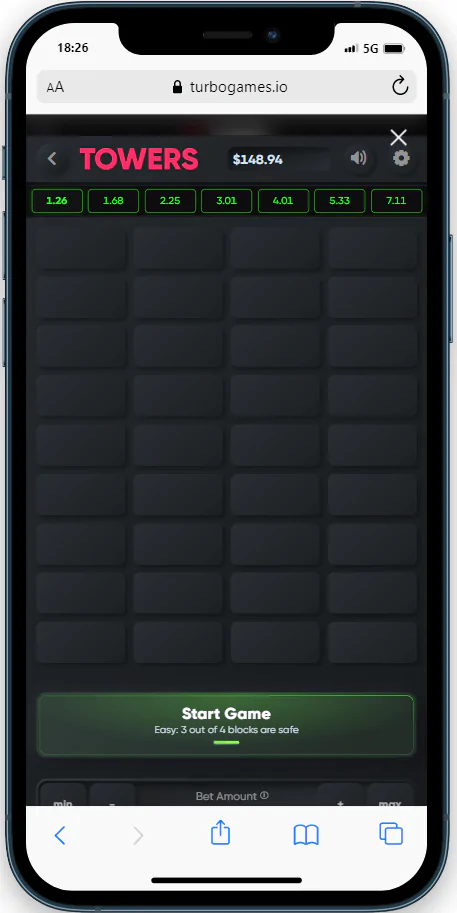 18:26
5G
AA
turbogames.io
TOWERS
$148.94
1.26 1.68 2.25 3.01 4.01 5.33 7.11
Start Game
Easy: 3 out of 4 blocks are safe
Bet Amount
min - + max